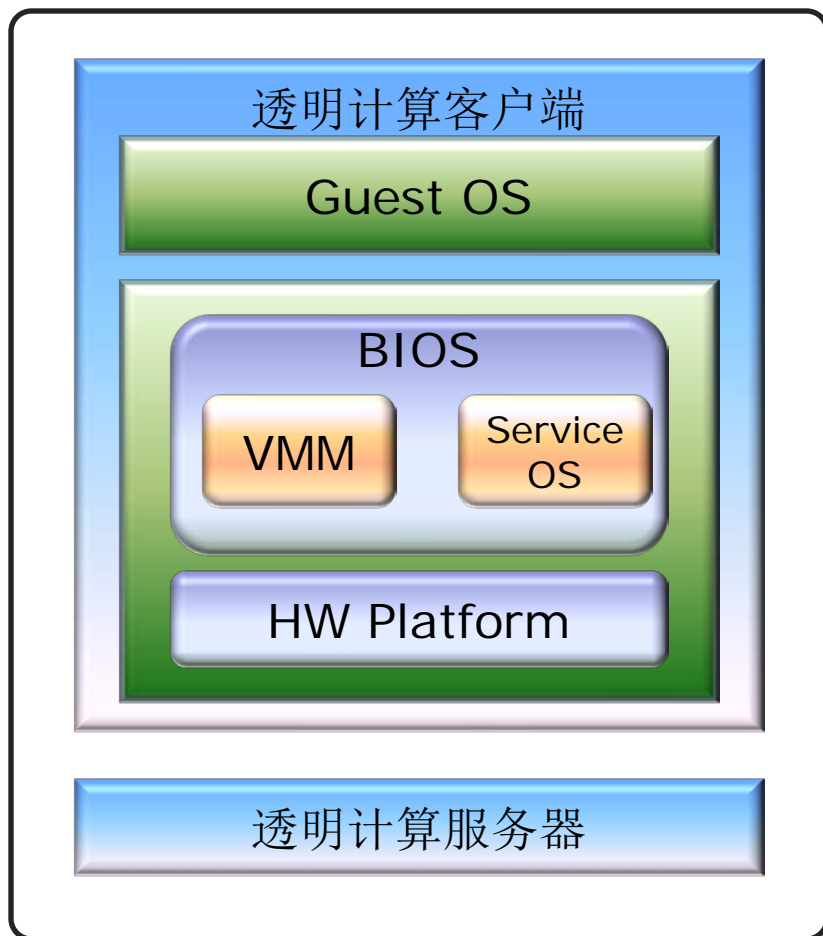 透明计算客户端
Guest OS
BIOS
VMM
Service
OS
HW Platform
透明计算服务器